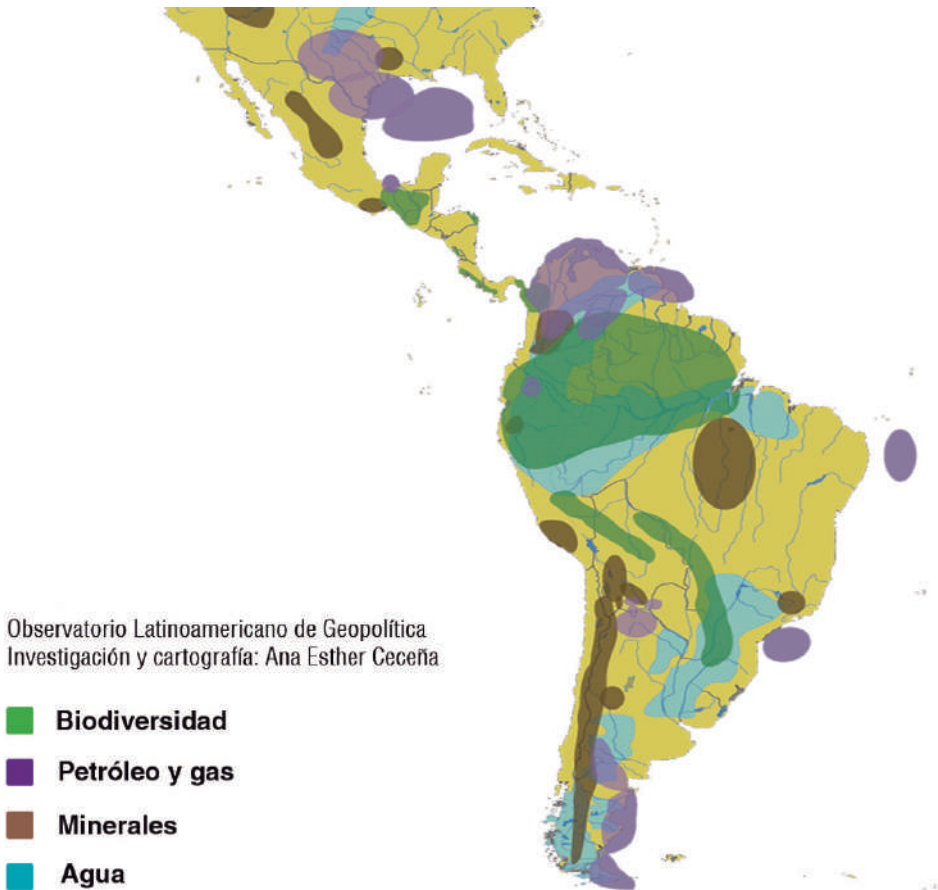 Observatorio Latinoamericano de Geopolítica
Investigación y cartografía: Ana Esther Ceceña
Biodiversidad
Petróleo y gas
Minerales
Agua